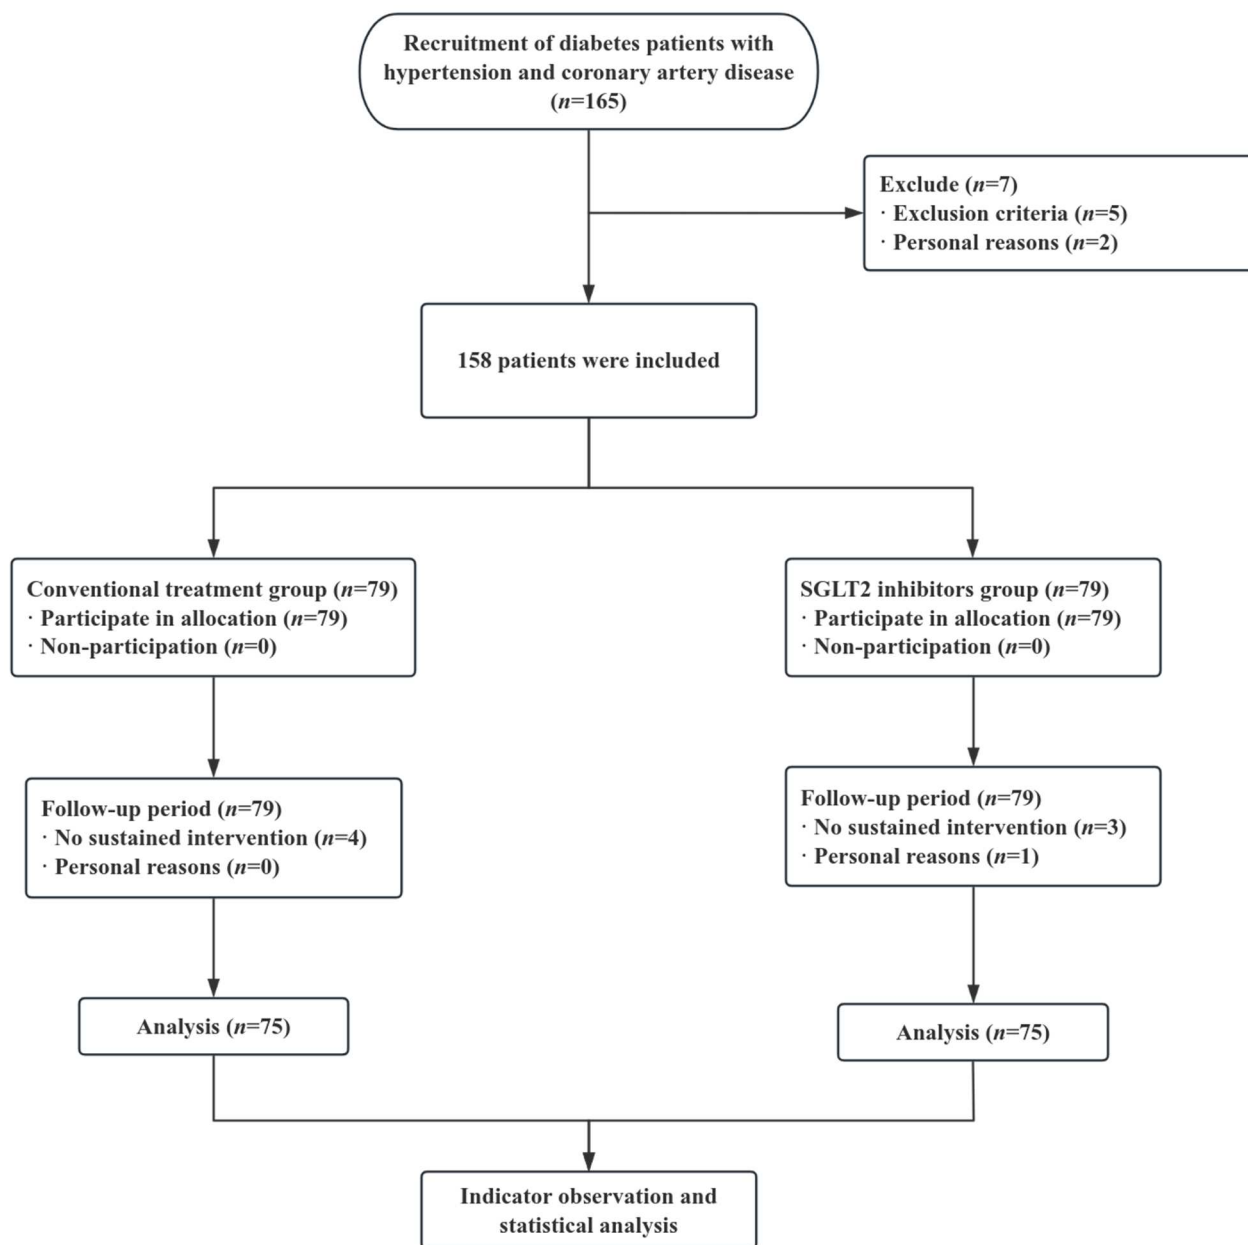 Recruitment of diabetes patients with
hypertension and coronary artery disease
(n=165)
Exclude (n=7)
· Exclusion criteria (n=5)
· Personal reasons (n=2)
158 patients were included
Conventional treatment group (n=79)
· Participate in allocation (n=79)
· Non-participation (n=0)
SGLT2 inhibitors group (n=79)
· Participate in allocation (n=79)
· Non-participation (n=0)
Follow-up period (n=79)
· No sustained intervention (n=4)
· Personal reasons (n=0)
Follow-up period (n=79)
· No sustained intervention (n=3)
· Personal reasons (n=1)
Analysis (n=75)
Analysis (n=75)
Indicator observation and
statistical analysis